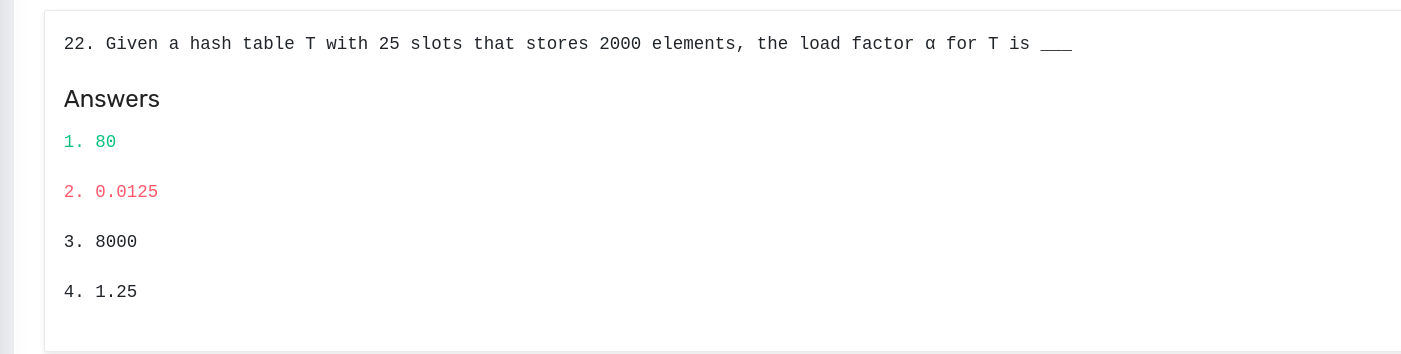 22. Given a hash table T with 25 slots that stores 2000 elements, the load factor α for T is ___
Answers
1. 80
2. 0.0125
3. 8000
4. 1.25